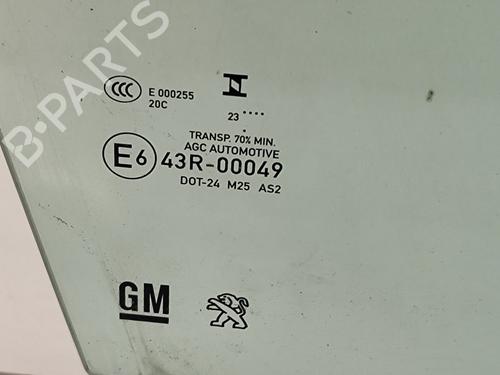 B-PARTS
CCC
E 000255
20C
23 ····
TRANSP. 70% MIN.
AGC AUTOMOTIVE
E6 43R-00049
DOT-24 M25 AS2
GM